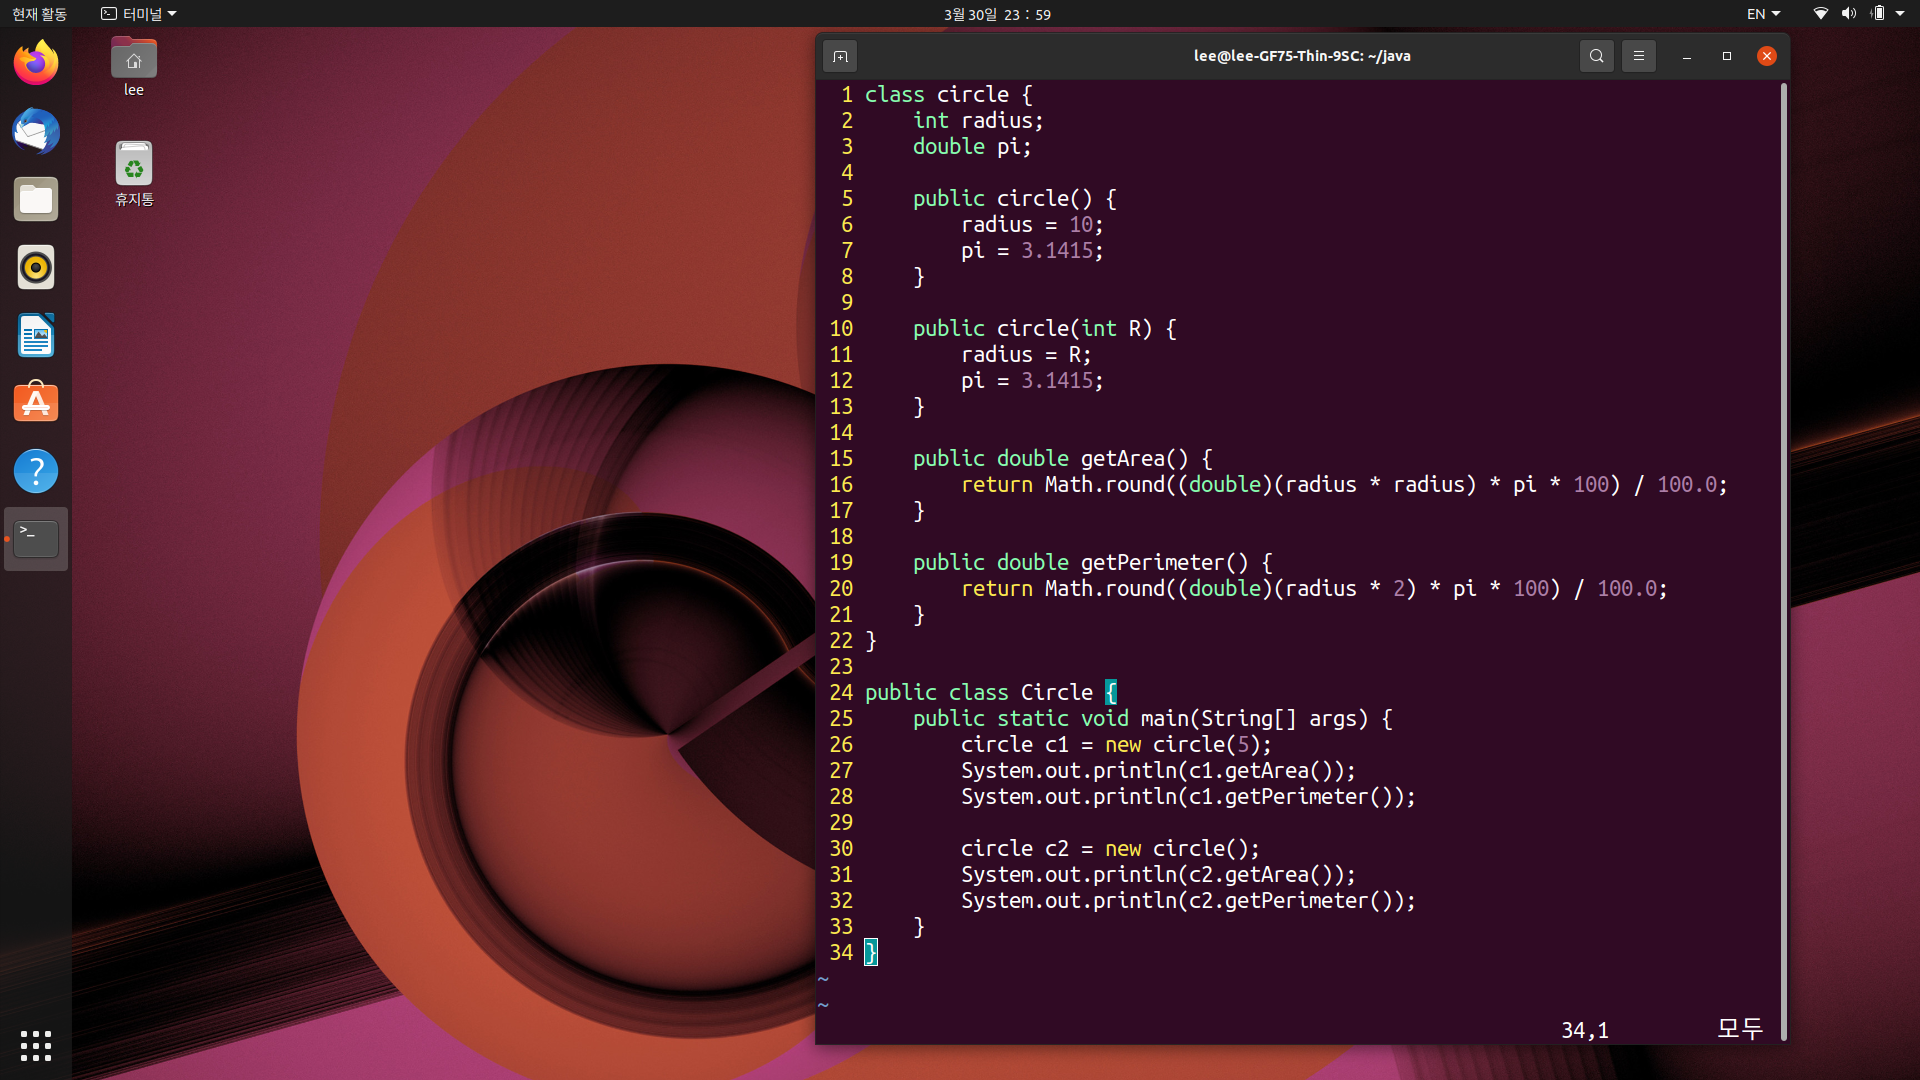 현재 활동
터미널
3월 30일 23 : 59
EN
lee
휴지통
lee@lee-GF75-Thin-9SC: ~/java
1 class circle {
2     int radius;
3     double pi;
4
5     public circle() {
6         radius = 10;
7         pi = 3.1415;
8     }
9
10     public circle(int R) {
11         radius = R;
12         pi = 3.1415;
13     }
14
15     public double getArea() {
16         return Math.round((double)(radius * radius) * pi * 100) / 100.0;
17     }
18
19     public double getPerimeter() {
20         return Math.round((double)(radius * 2) * pi * 100) / 100.0;
21     }
22 }
23
24 public class Circle {
25     public static void main(String[] args) {
26         circle c1 = new circle(5);
27         System.out.println(c1.getArea());
28         System.out.println(c1.getPerimeter());
29
30         circle c2 = new circle();
31         System.out.println(c2.getArea());
32         System.out.println(c2.getPerimeter());
33     }
34 }
~
~
34,1 모두